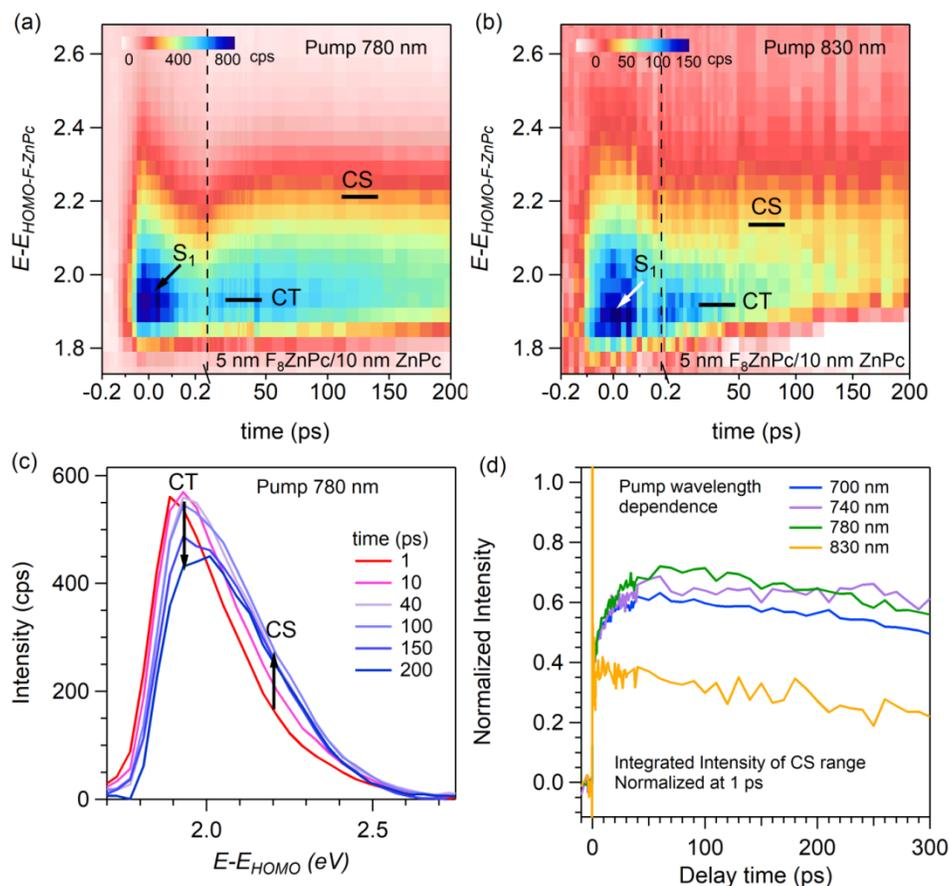 (a)
2.6
2.4
2.2
2.0
1.8
E-E_HOMO-F-ZnPc
0 400 800 cps
Pump 780 nm
CS
S1
CT
5 nm F8ZnPc/10 nm ZnPc
-0.2 0.0 0.2 50 100 150 200
time (ps)
(b)
2.6
2.4
2.2
2.0
1.8
E-E_HOMO-F-ZnPc
0 50 100 150 cps
Pump 830 nm
CS
S1
CT
5 nm F8ZnPc/10 nm ZnPc
-0.2 0.0 0.2 50 100 150 200
time (ps)
(c)
600
400
200
0
Intensity (cps)
CT
Pump 780 nm
CS
time (ps)
1
10
40
100
150
200
2.0 2.5
E-E_HOMO (eV)
(d)
1.0
0.8
0.6
0.4
0.2
0.0
Normalized Intensity
Pump wavelength
dependence
700 nm
740 nm
780 nm
830 nm
Integrated Intensity of CS range
Normalized at 1 ps
0 100 200 300
Delay time (ps)